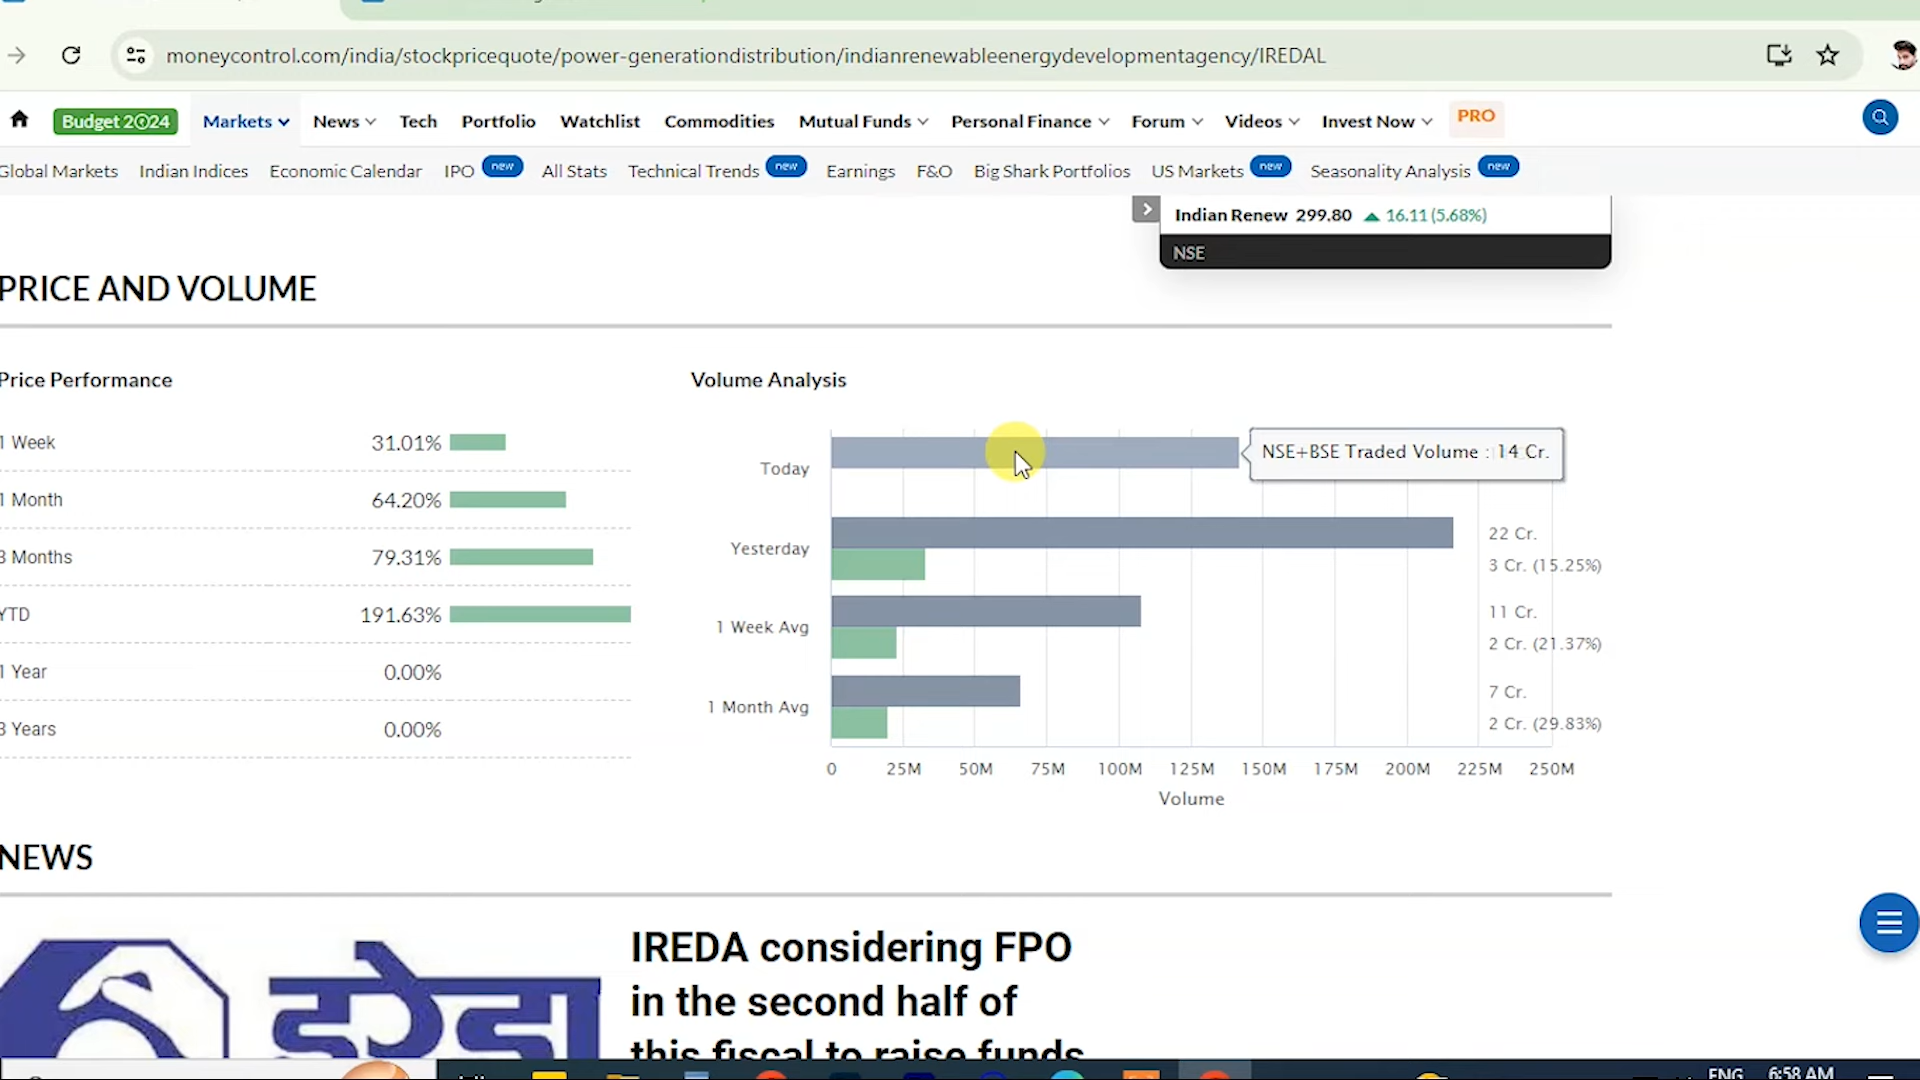 moneycontrol.com/india/stockpricequote/power-generationdistribution/indianrenewableenergydevelopmentagency/IREDAL
Budget 2024 Markets News Tech Portfolio Watchlist Commodities Mutual Funds Personal Finance Forum Videos Invest Now PRO
Global Markets Indian Indices Economic Calendar IPO new All Stats Technical Trends new Earnings F&O Big Shark Portfolios US Markets new Seasonality Analysis new
Indian Renew 299.80 ▲ 16.11 (5.68%)
NSE
PRICE AND VOLUME
Price Performance
1 Week 31.01%
1 Month 64.20%
3 Months 79.31%
YTD 191.63%
1 Year 0.00%
3 Years 0.00%
Volume Analysis
Today
NSE+BSE Traded Volume : 14 Cr.
Yesterday
22 Cr.
3 Cr. (15.25%)
1 Week Avg
11 Cr.
2 Cr. (21.37%)
1 Month Avg
7 Cr.
2 Cr. (29.83%)
0 25M 50M 75M 100M 125M 150M 175M 200M 225M 250M
Volume
NEWS
इरेडा
IREDA considering FPO
in the second half of
this fiscal to raise funds
ENG 6:58 AM